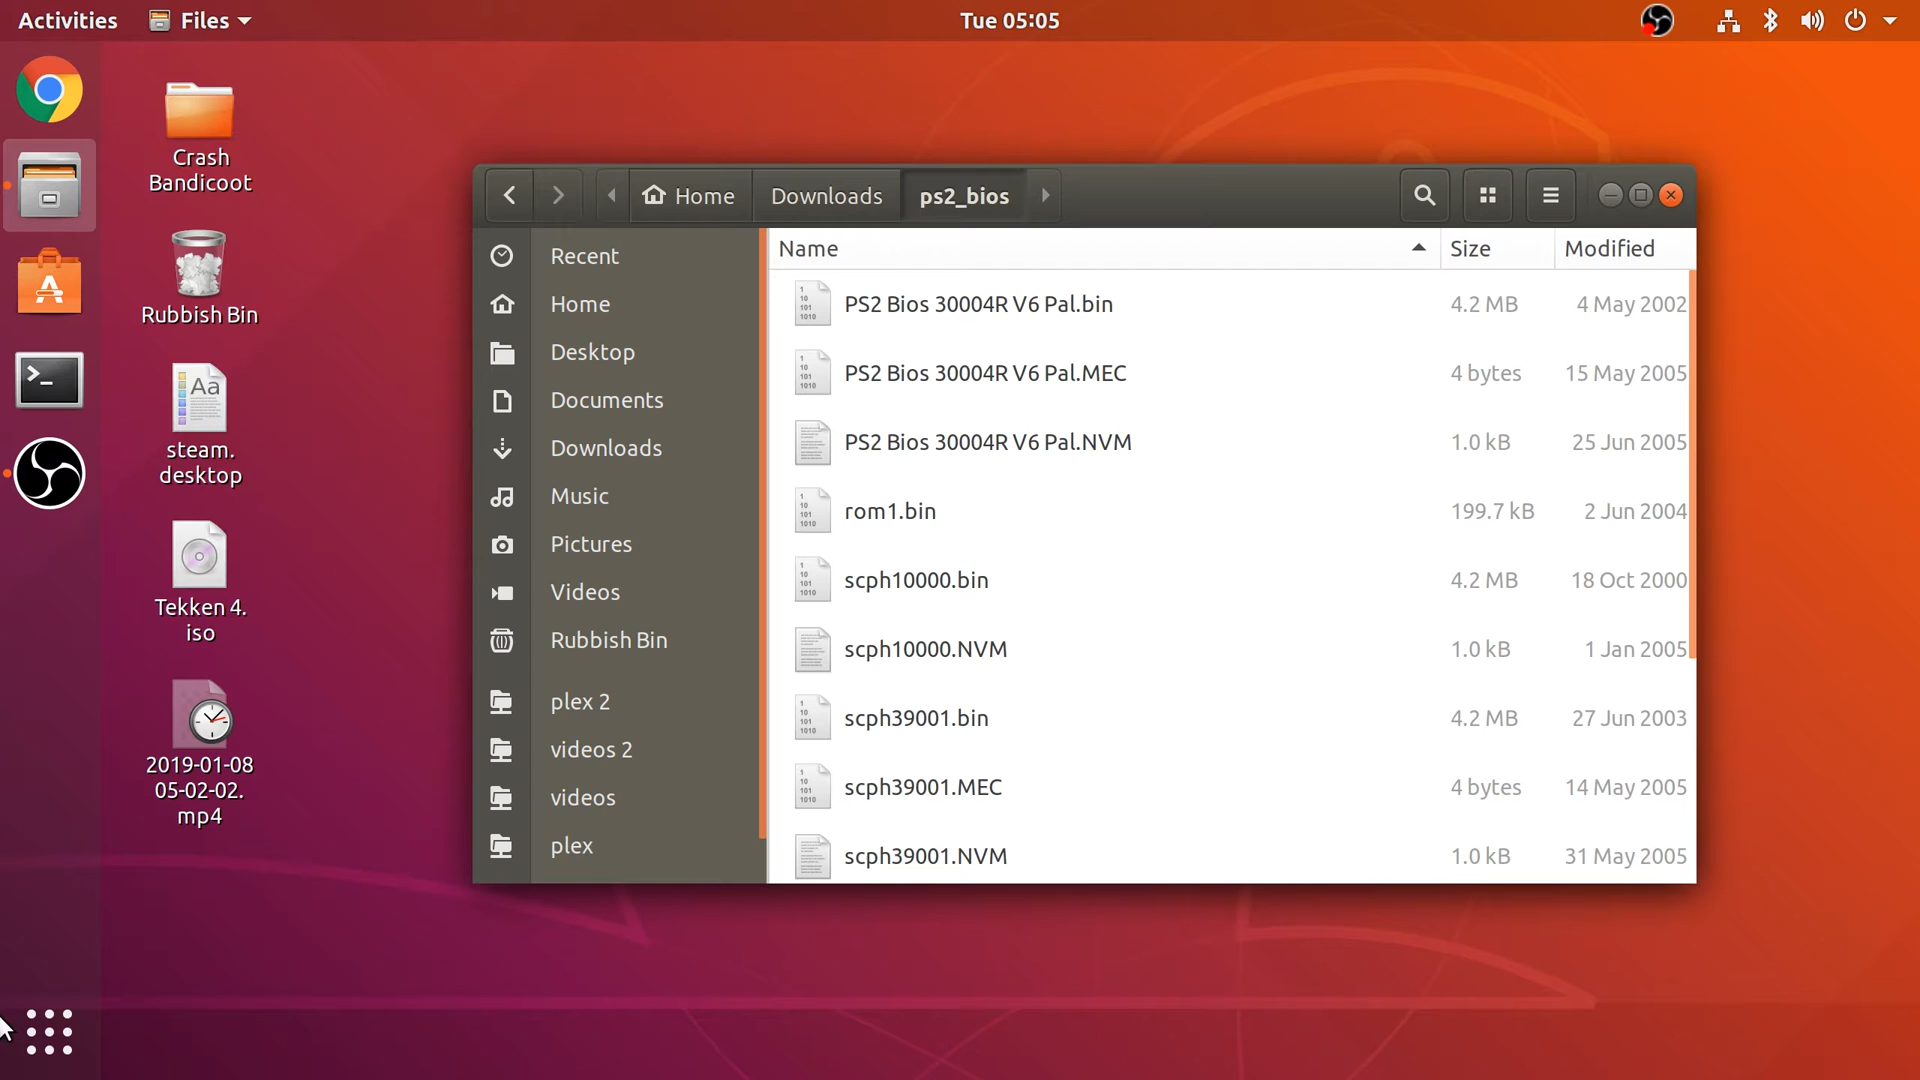 Activities
Files
Tue 05:05
Crash
Bandicoot
Rubbish Bin
Aa
steam.
desktop
Tekken 4.
iso
2019-01-08
05-02-02.
mp4
Home
Downloads
ps2_bios
Recent
Home
Desktop
Documents
Downloads
Music
Pictures
Videos
Rubbish Bin
plex 2
videos 2
videos
plex
Name Size Modified
PS2 Bios 30004R V6 Pal.bin 4.2 MB 4 May 2002
PS2 Bios 30004R V6 Pal.MEC 4 bytes 15 May 2005
PS2 Bios 30004R V6 Pal.NVM 1.0 kB 25 Jun 2005
rom1.bin 199.7 kB 2 Jun 2004
scph10000.bin 4.2 MB 18 Oct 2000
scph10000.NVM 1.0 kB 1 Jan 2005
scph39001.bin 4.2 MB 27 Jun 2003
scph39001.MEC 4 bytes 14 May 2005
scph39001.NVM 1.0 kB 31 May 2005